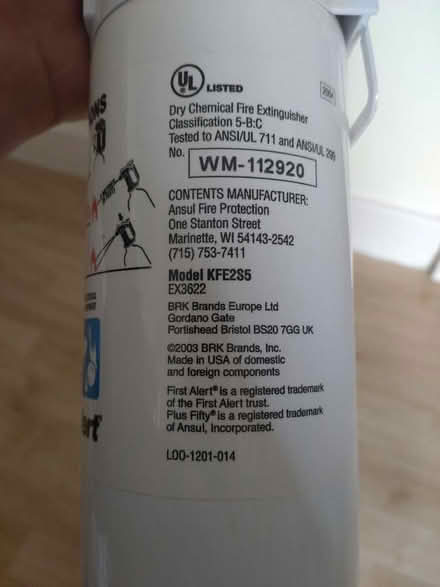 UL LISTED
2004
Dry Chemical Fire Extinguisher
Classification 5-B:C
Tested to ANSI/UL 711 and ANSI/UL 299
No. WM-112920
CONTENTS MANUFACTURER:
Ansul Fire Protection
One Stanton Street
Marinette, WI 54143-2542
(715) 753-7411
Model KFE2S5
EX3622
BRK Brands Europe Ltd
Gordano Gate
Portishead Bristol BS20 7GG UK
©2003 BRK Brands, Inc.
Made in USA of domestic
and foreign components
First Alert® is a registered trademark
of the First Alert trust.
Plus Fifty® is a registered trademark
of Ansul, Incorporated.
L00-1201-014
ONS
ert®